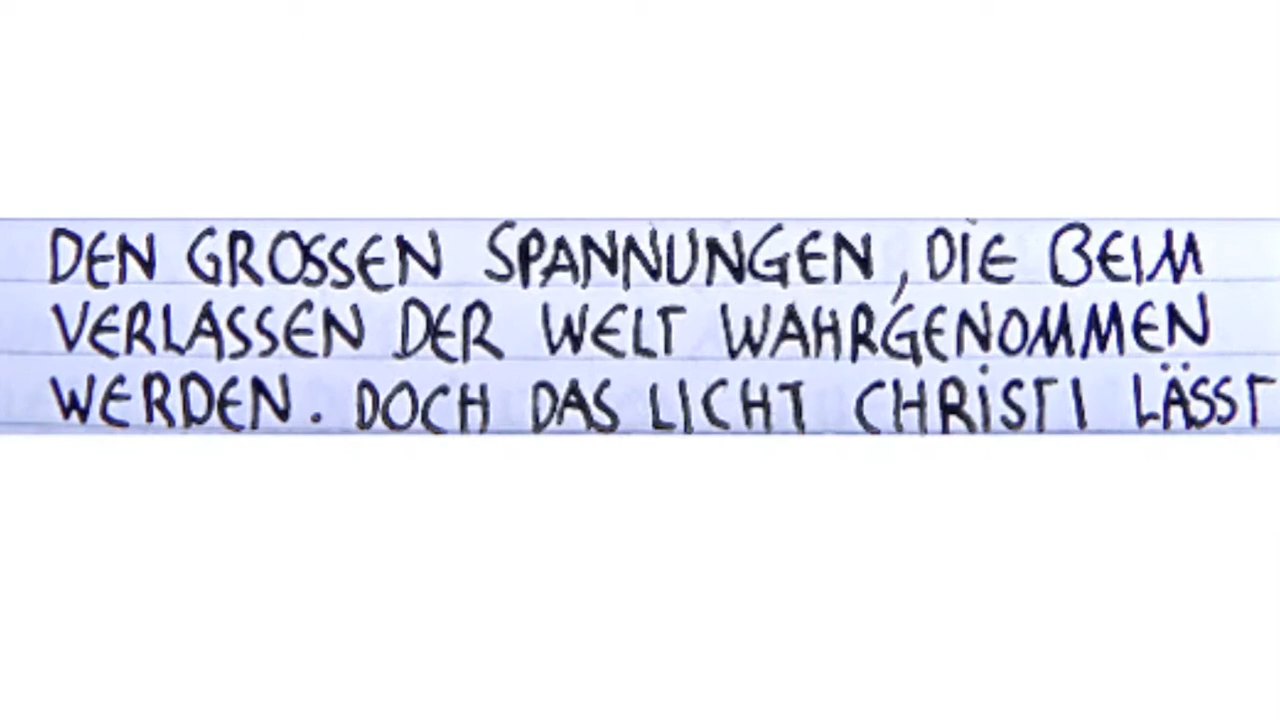 DEN GROSSEN SPANNUNGEN, DIE BEIM
VERLASSEN DER WELT WAHRGENOMMEN
WERDEN. DOCH DAS LICHT CHRISTI LÄSST